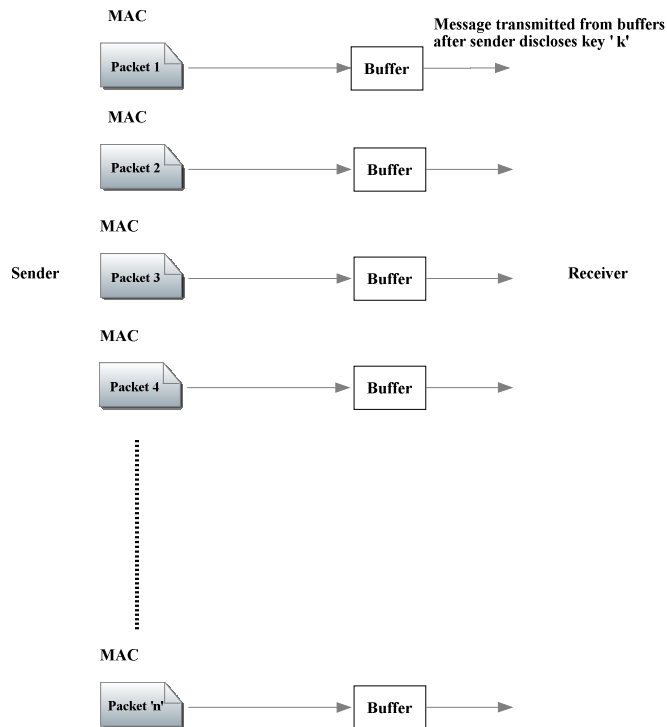 MAC
Message transmitted from buffers
after sender discloses key ' k'
Packet 1
Buffer
MAC
Packet 2
Buffer
MAC
Sender
Packet 3
Buffer
Receiver
MAC
Packet 4
Buffer
MAC
Packet 'n'
Buffer